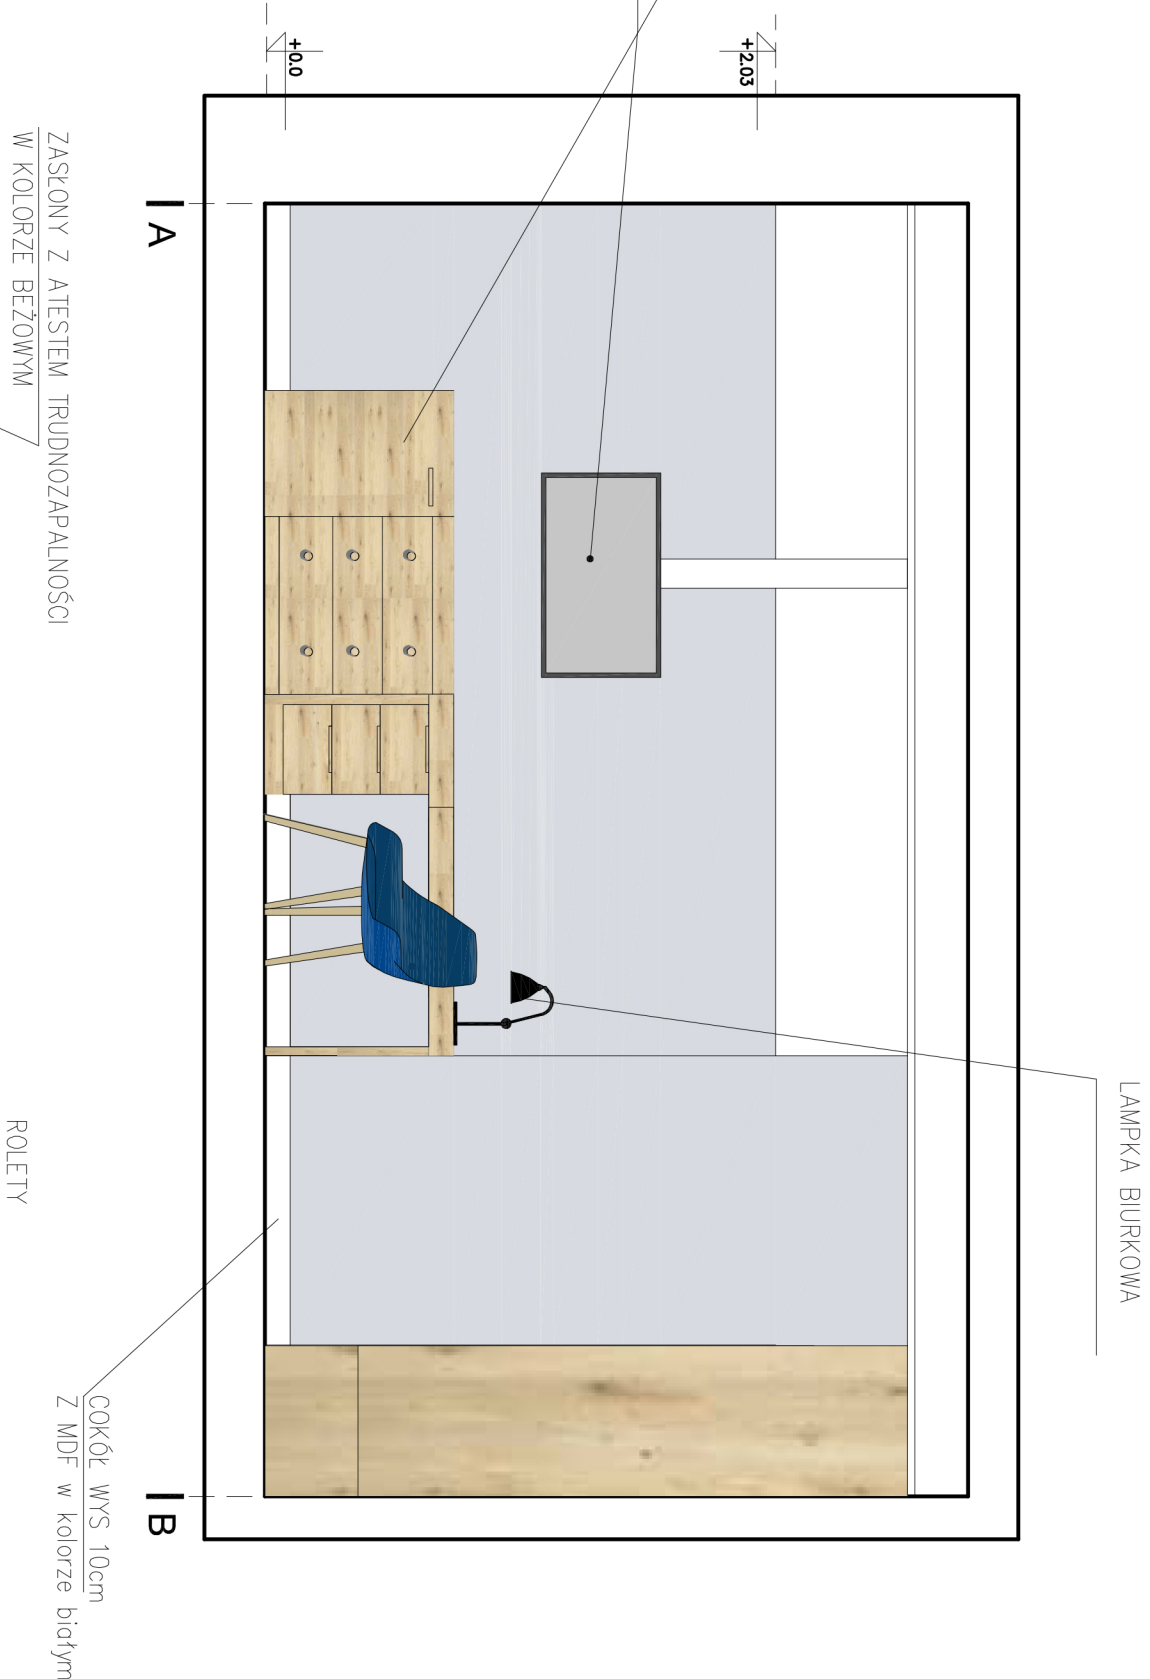 LAMPKA BIURKOWA
+2.03
+0.0
A
B
ZASŁONY Z ATESTEM TRUDNOZAPALNOŚCI
W KOLORZE BEŻOWYM
COKÓŁ WYS 10cm
Z MDF w kolorze białym
ROLETY